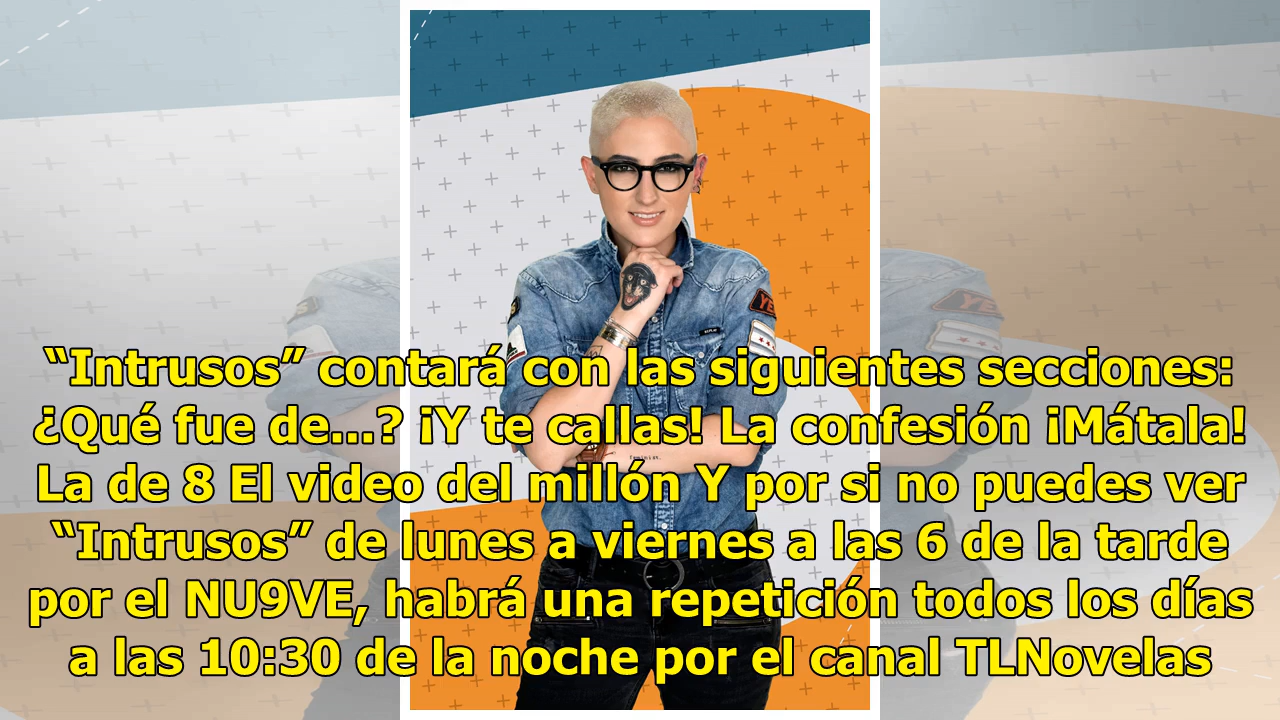 “Intrusos” contará con las siguientes secciones:
¿Qué fue de...? ¡Y te callas! La confesión ¡Mátala!
La de 8 El video del millón Y por si no puedes ver
“Intrusos” de lunes a viernes a las 6 de la tarde
por el NU9VE, habrá una repetición todos los días
a las 10:30 de la noche por el canal TLNovelas